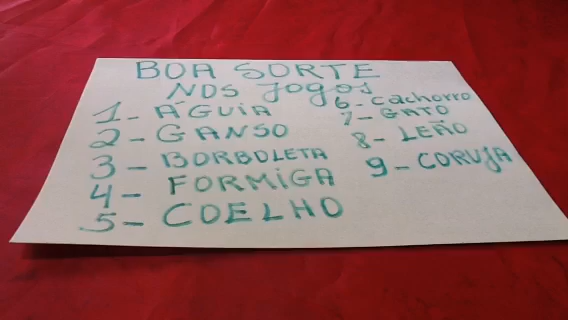 BOA SORTE
NOS jogos
1- ÁGUIA
2- GANSO
3- BORBOLETA
4- FORMIGA
5- COELHO
6- cachorro
7- GATO
8- LEÃO
9- CORUJA